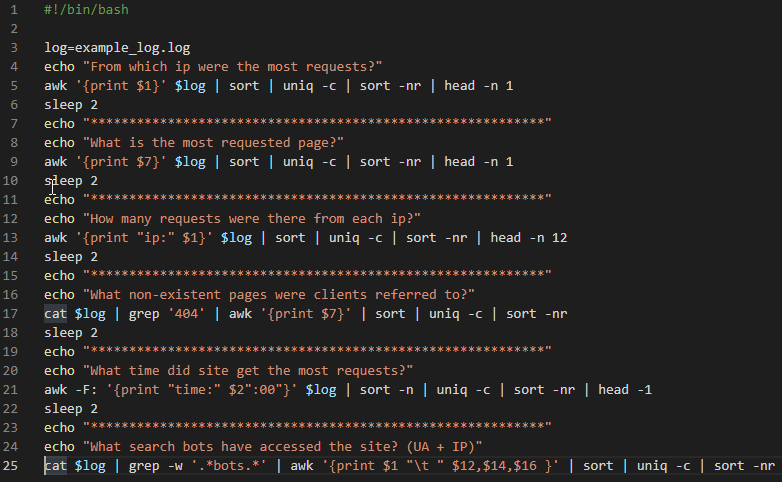 1 #!/bin/bash
2
3 log=example_log.log
4 echo "From which ip were the most requests?"
5 awk '{print $1}' $log | sort | uniq -c | sort -nr | head -n 1
6 sleep 2
7 echo "***********************************************************"
8 echo "What is the most requested page?"
9 awk '{print $7}' $log | sort | uniq -c | sort -nr | head -n 1
10 sleep 2
11 echo "***********************************************************"
12 echo "How many requests were there from each ip?"
13 awk '{print "ip:" $1}' $log | sort | uniq -c | sort -nr | head -n 12
14 sleep 2
15 echo "***********************************************************"
16 echo "What non-existent pages were clients referred to?"
17 cat $log | grep '404' | awk '{print $7}' | sort | uniq -c | sort -nr
18 sleep 2
19 echo "***********************************************************"
20 echo "What time did site get the most requests?"
21 awk -F: '{print "time:" $2":00"}' $log | sort -n | uniq -c | sort -nr | head -1
22 sleep 2
23 echo "***********************************************************"
24 echo "What search bots have accessed the site? (UA + IP)"
25 cat $log | grep -w '.*bots.*' | awk '{print $1 "\t " $12,$14,$16 }' | sort | uniq -c | sort -nr